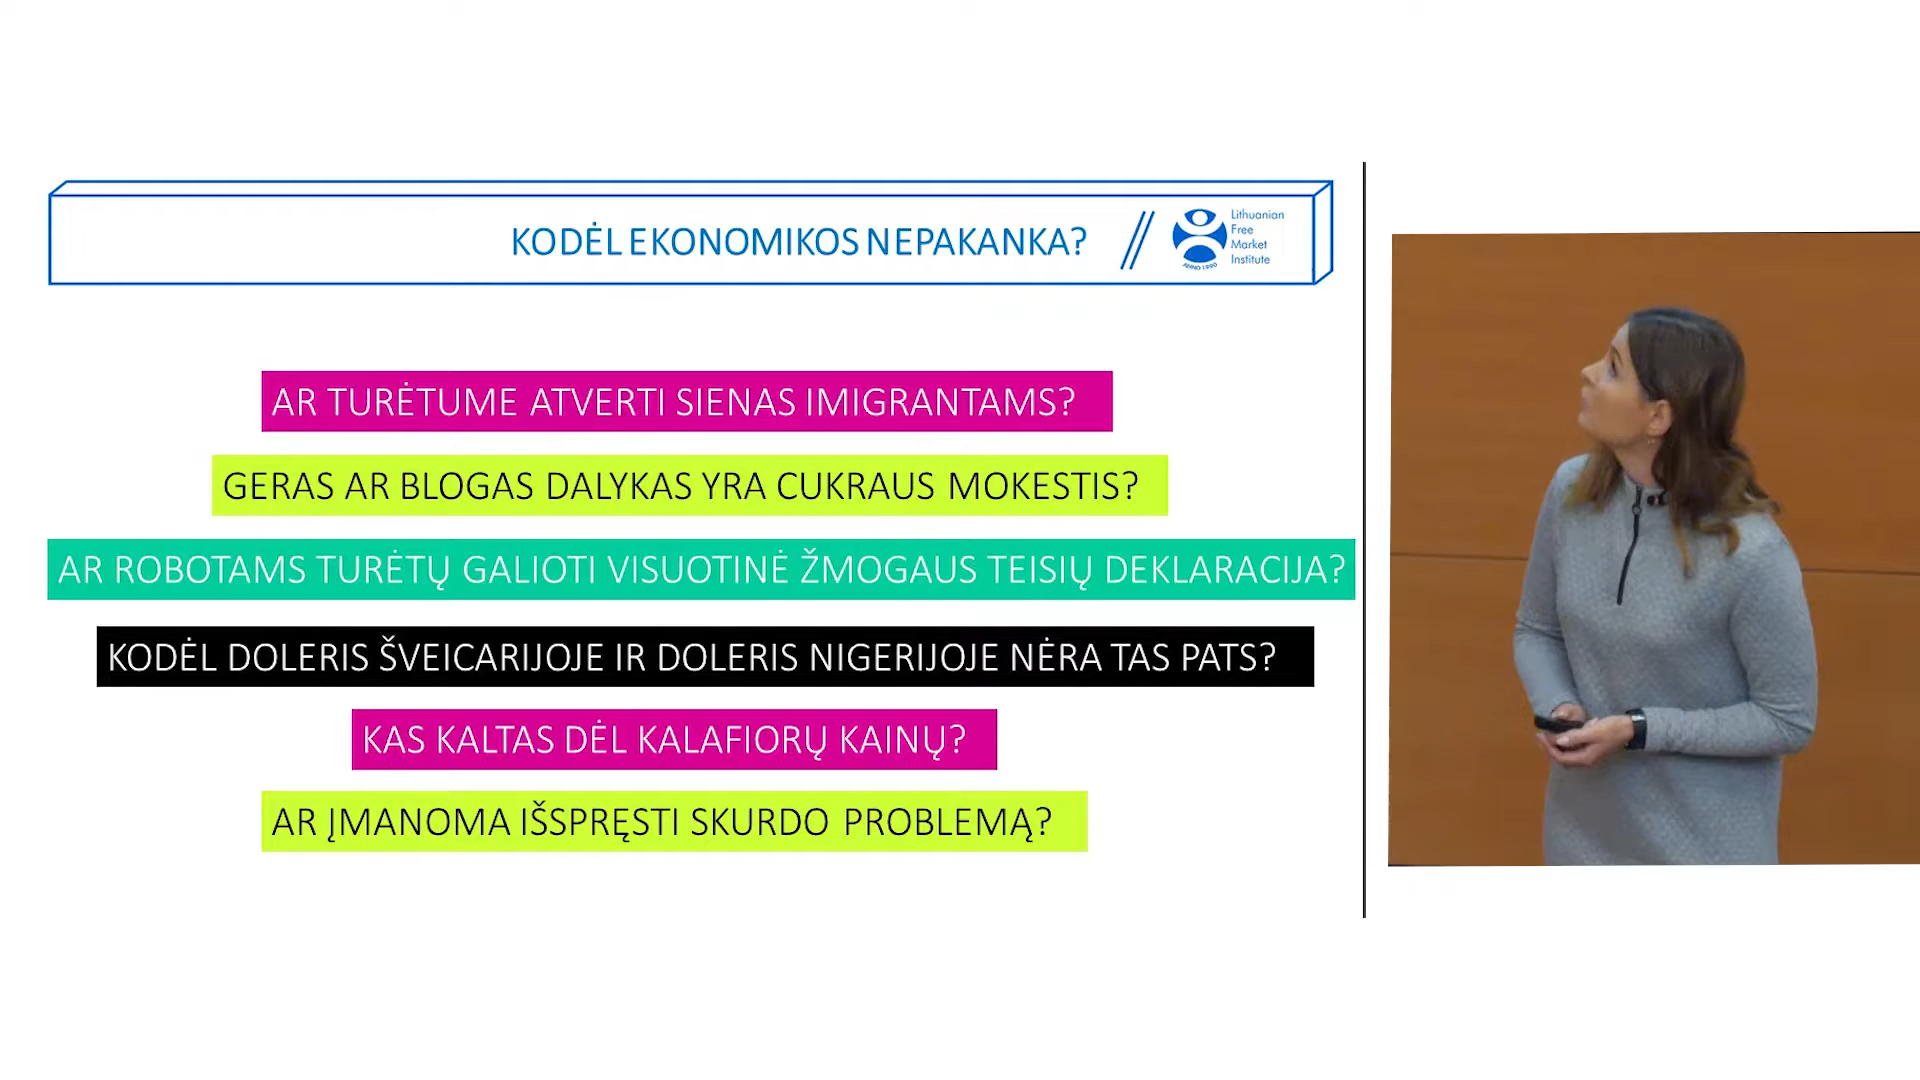 KODĖL EKONOMIKOS NEPAKANKA?
Lithuanian
Free
Market
Institute
ANNO 1990
AR TURĖTUME ATVERTI SIENAS IMIGRANTAMS?
GERAS AR BLOGAS DALYKAS YRA CUKRAUS MOKESTIS?
AR ROBOTAMS TURĖTŲ GALIOTI VISUOTINĖ ŽMOGAUS TEISIŲ DEKLARACIJA?
KODĖL DOLERIS ŠVEICARIJOJE IR DOLERIS NIGERIJOJE NĖRA TAS PATS?
KAS KALTAS DĖL KALAFIORŲ KAINŲ?
AR ĮMANOMA IŠSPRĘSTI SKURDO PROBLEMĄ?